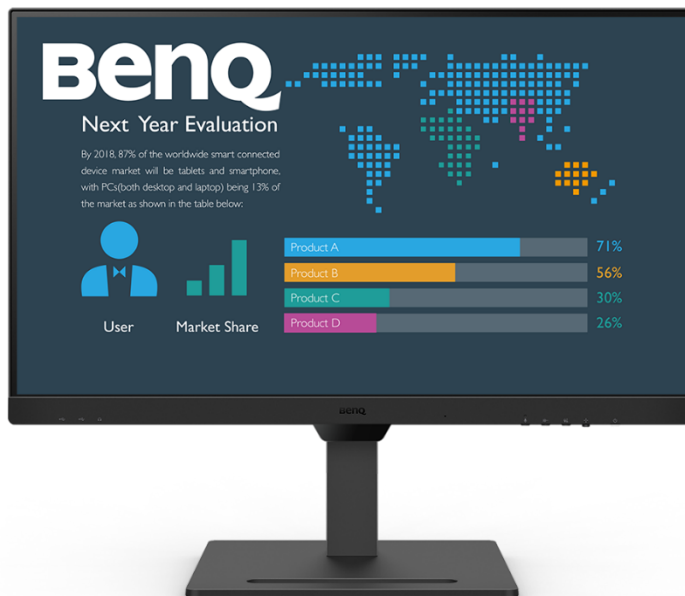 BenQ
Next Year Evaluation
By 2018, 87% of the worldwide smart connected
device market will be tablets and smartphone,
with PCs(both desktop and laptop) being 13% of
the market as shown in the table below:
User
Market Share
Product A 71%
Product B 56%
Product C 30%
Product D 26%
BenQ